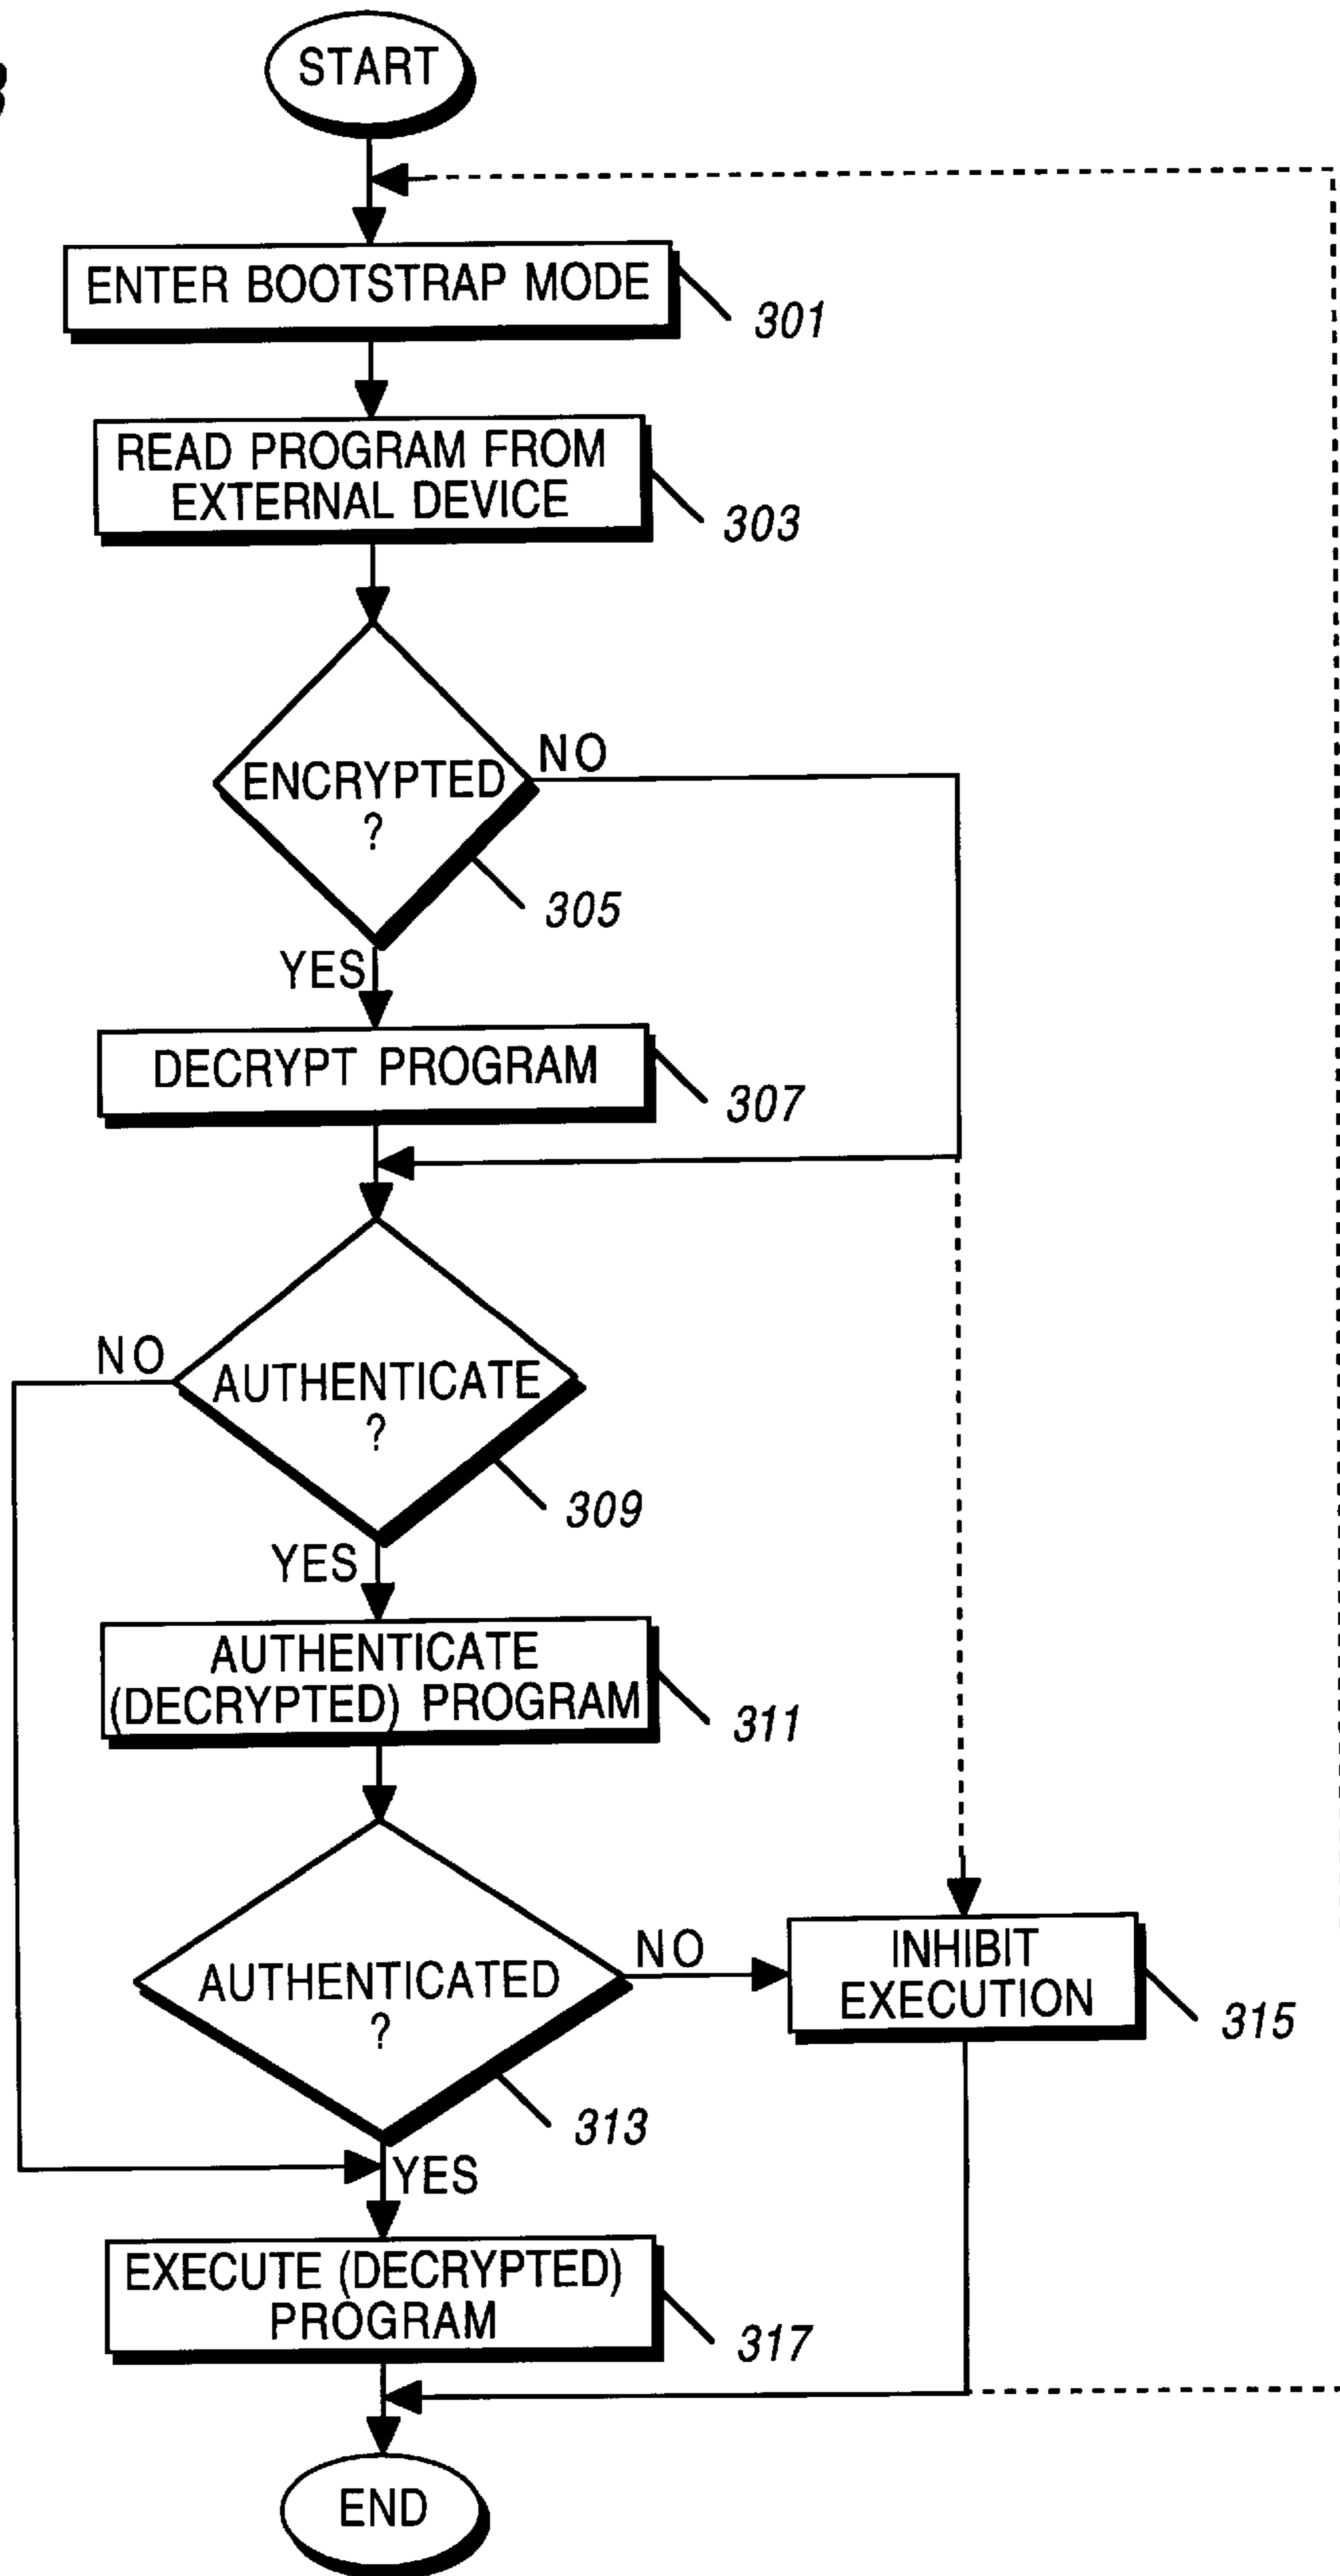 START
ENTER BOOTSTRAP MODE
301
READ PROGRAM FROM
EXTERNAL DEVICE
303
ENCRYPTED
?
NO
305
YES
DECRYPT PROGRAM
307
NO
AUTHENTICATE
?
309
YES
AUTHENTICATE
(DECRYPTED) PROGRAM
311
AUTHENTICATED
?
NO
INHIBIT
EXECUTION
315
313
YES
EXECUTE (DECRYPTED)
PROGRAM
317
END